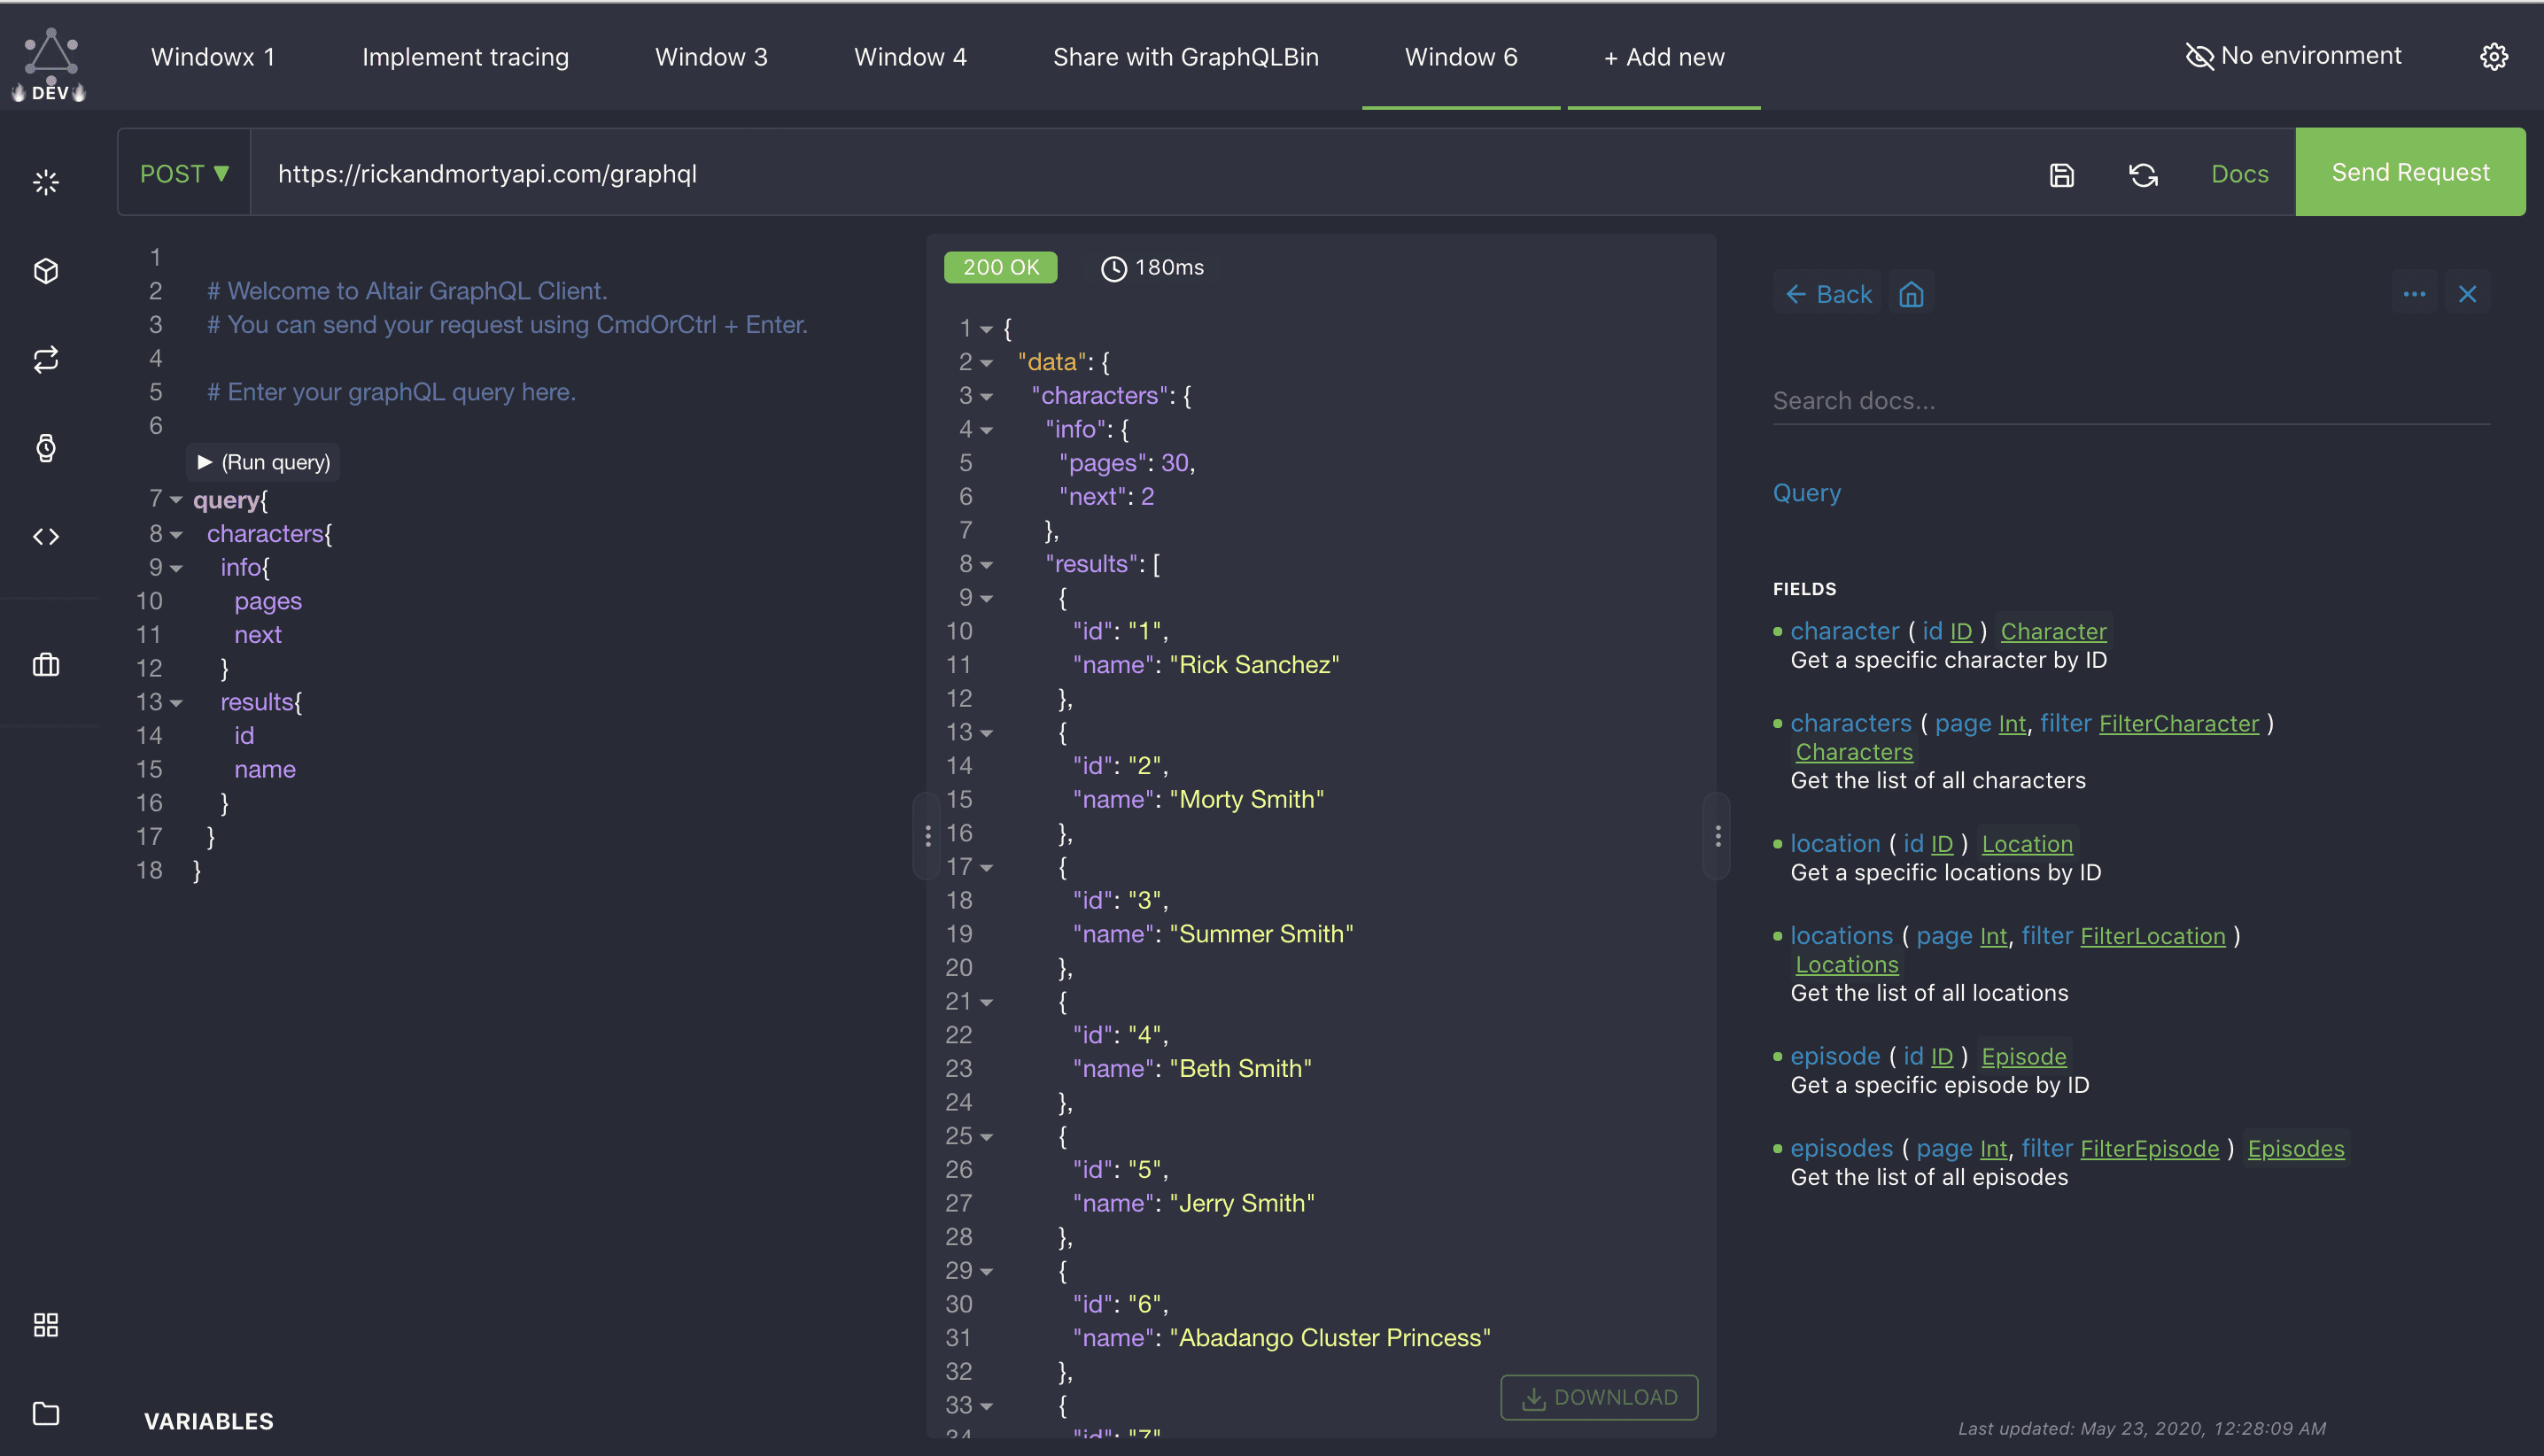 Windowx 1 Implement tracing Window 3 Window 4 Share with GraphQLBin Window 6 + Add new No environment
DEV
POST ▼ https://rickandmortyapi.com/graphql Docs Send Request
1
2 # Welcome to Altair GraphQL Client.
3 # You can send your request using CmdOrCtrl + Enter.
4
5 # Enter your graphQL query here.
6
▶ (Run query)
7 query{
8 characters{
9 info{
10 pages
11 next
12 }
13 results{
14 id
15 name
16 }
17 }
18 }
VARIABLES
200 OK 180ms
1 {
2 "data": {
3 "characters": {
4 "info": {
5 "pages": 30,
6 "next": 2
7 },
8 "results": [
9 {
10 "id": "1",
11 "name": "Rick Sanchez"
12 },
13 {
14 "id": "2",
15 "name": "Morty Smith"
16 },
17 {
18 "id": "3",
19 "name": "Summer Smith"
20 },
21 {
22 "id": "4",
23 "name": "Beth Smith"
24 },
25 {
26 "id": "5",
27 "name": "Jerry Smith"
28 },
29 {
30 "id": "6",
31 "name": "Abadango Cluster Princess"
32 },
33 {
34 "id": "7"
DOWNLOAD
Back
Search docs...
Query
FIELDS
character ( id ID ) Character
Get a specific character by ID
characters ( page Int, filter FilterCharacter )
Characters
Get the list of all characters
location ( id ID ) Location
Get a specific locations by ID
locations ( page Int, filter FilterLocation )
Locations
Get the list of all locations
episode ( id ID ) Episode
Get a specific episode by ID
episodes ( page Int, filter FilterEpisode ) Episodes
Get the list of all episodes
Last updated: May 23, 2020, 12:28:09 AM